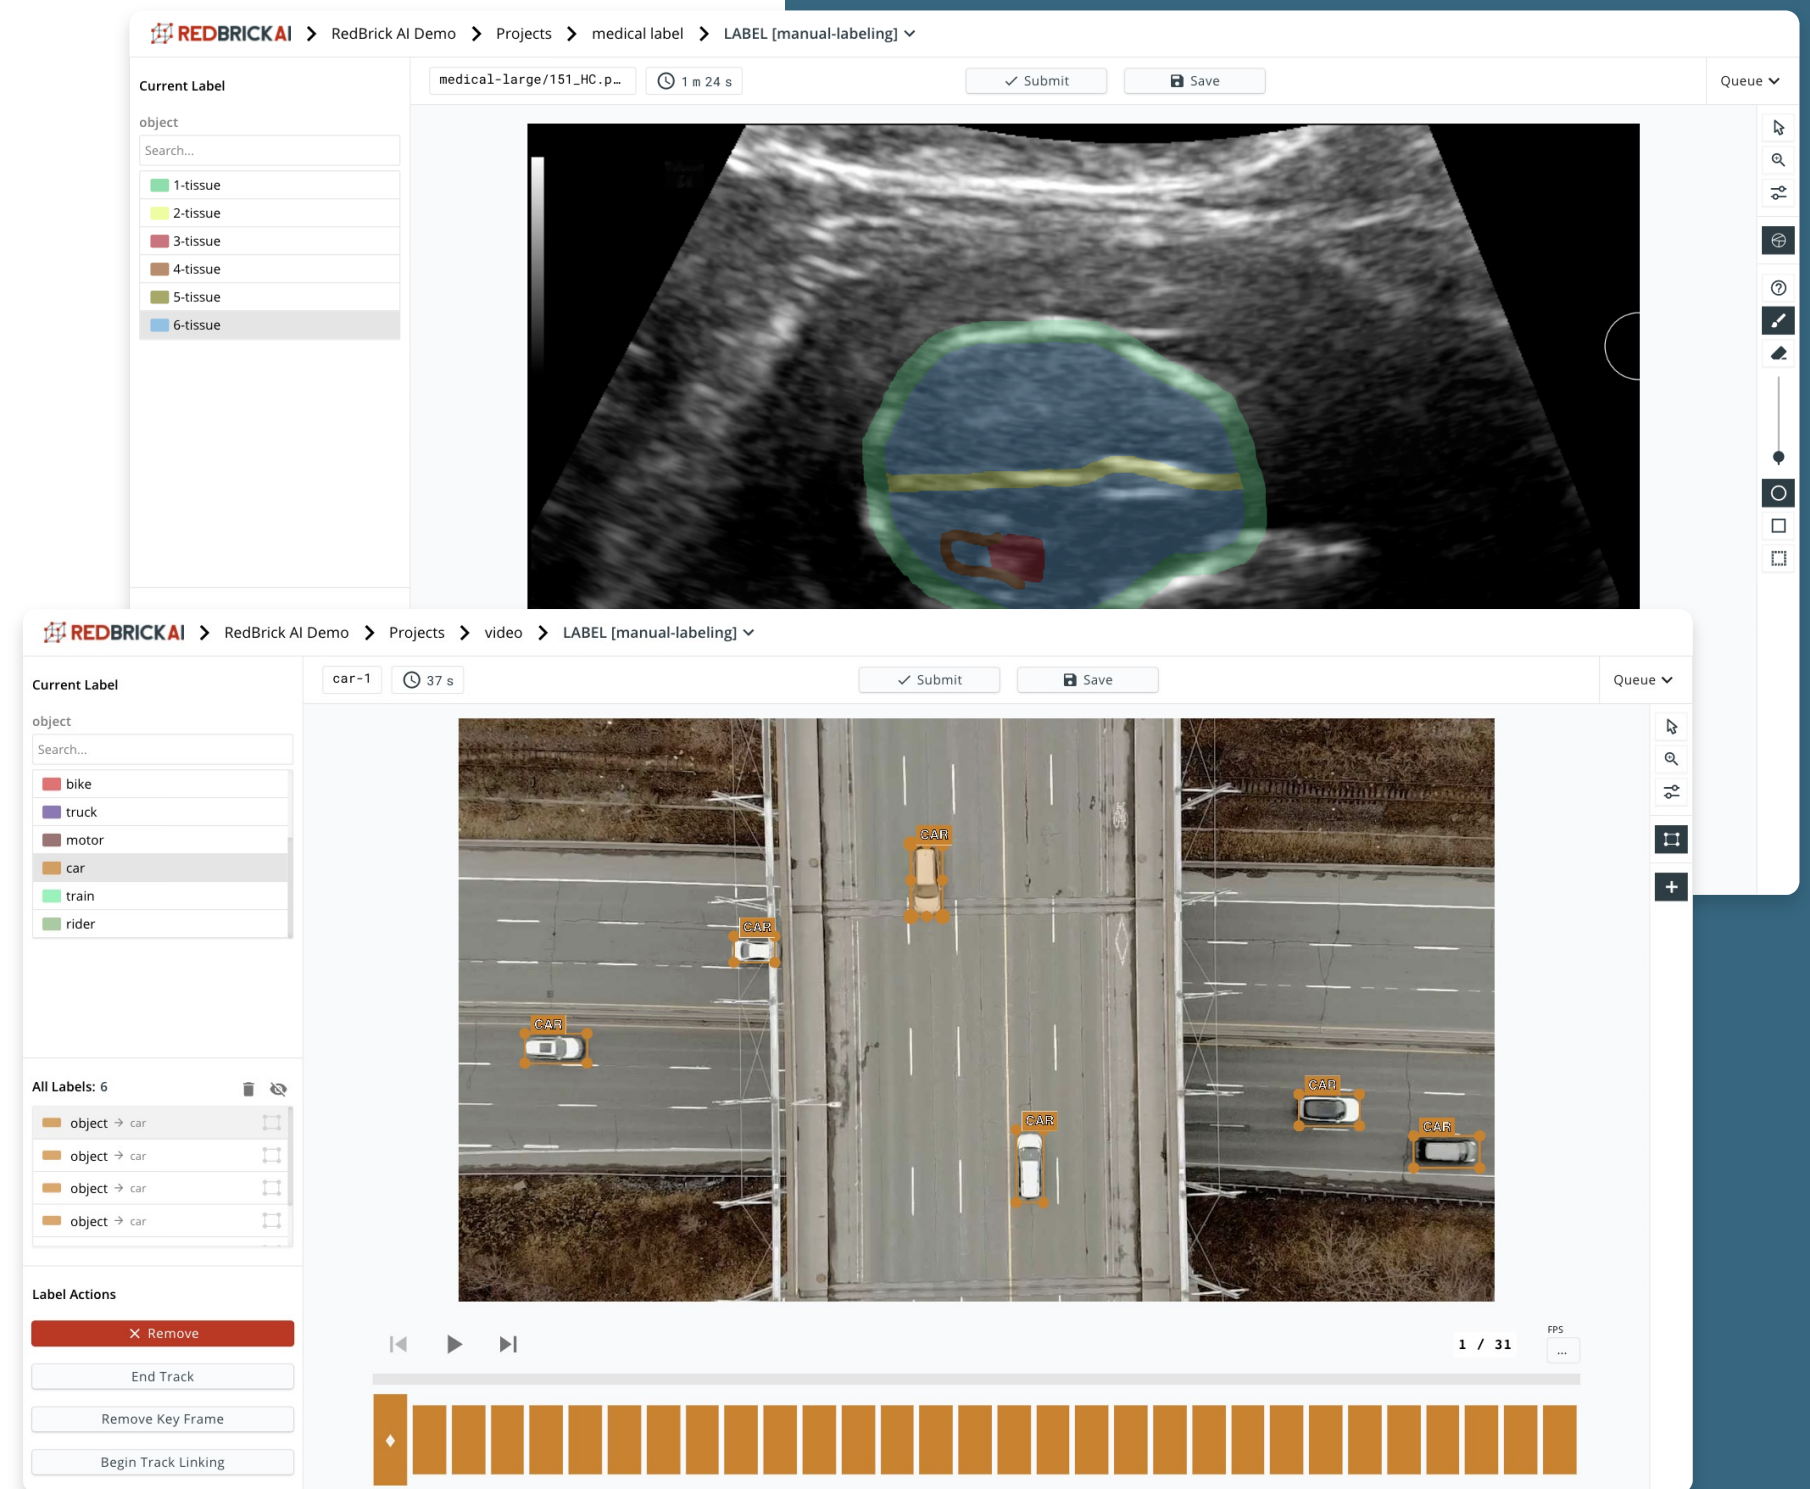 REDBRICKAI RedBrick AI Demo Projects medical label LABEL [manual-labeling]
Current Label
medical-large/151_HC.p…
1 m 24 s
Submit
Save
Queue
object
Search...
1-tissue
2-tissue
3-tissue
4-tissue
5-tissue
6-tissue
REDBRICKAI RedBrick AI Demo Projects video LABEL [manual-labeling]
Current Label
car-1
37 s
Submit
Save
Queue
object
Search...
bike
truck
motor
car
train
rider
CAR
CAR
CAR
CAR
CAR
CAR
All Labels: 6
object → car
object → car
object → car
object → car
Label Actions
Remove
End Track
Remove Key Frame
Begin Track Linking
1 / 31
FPS
...